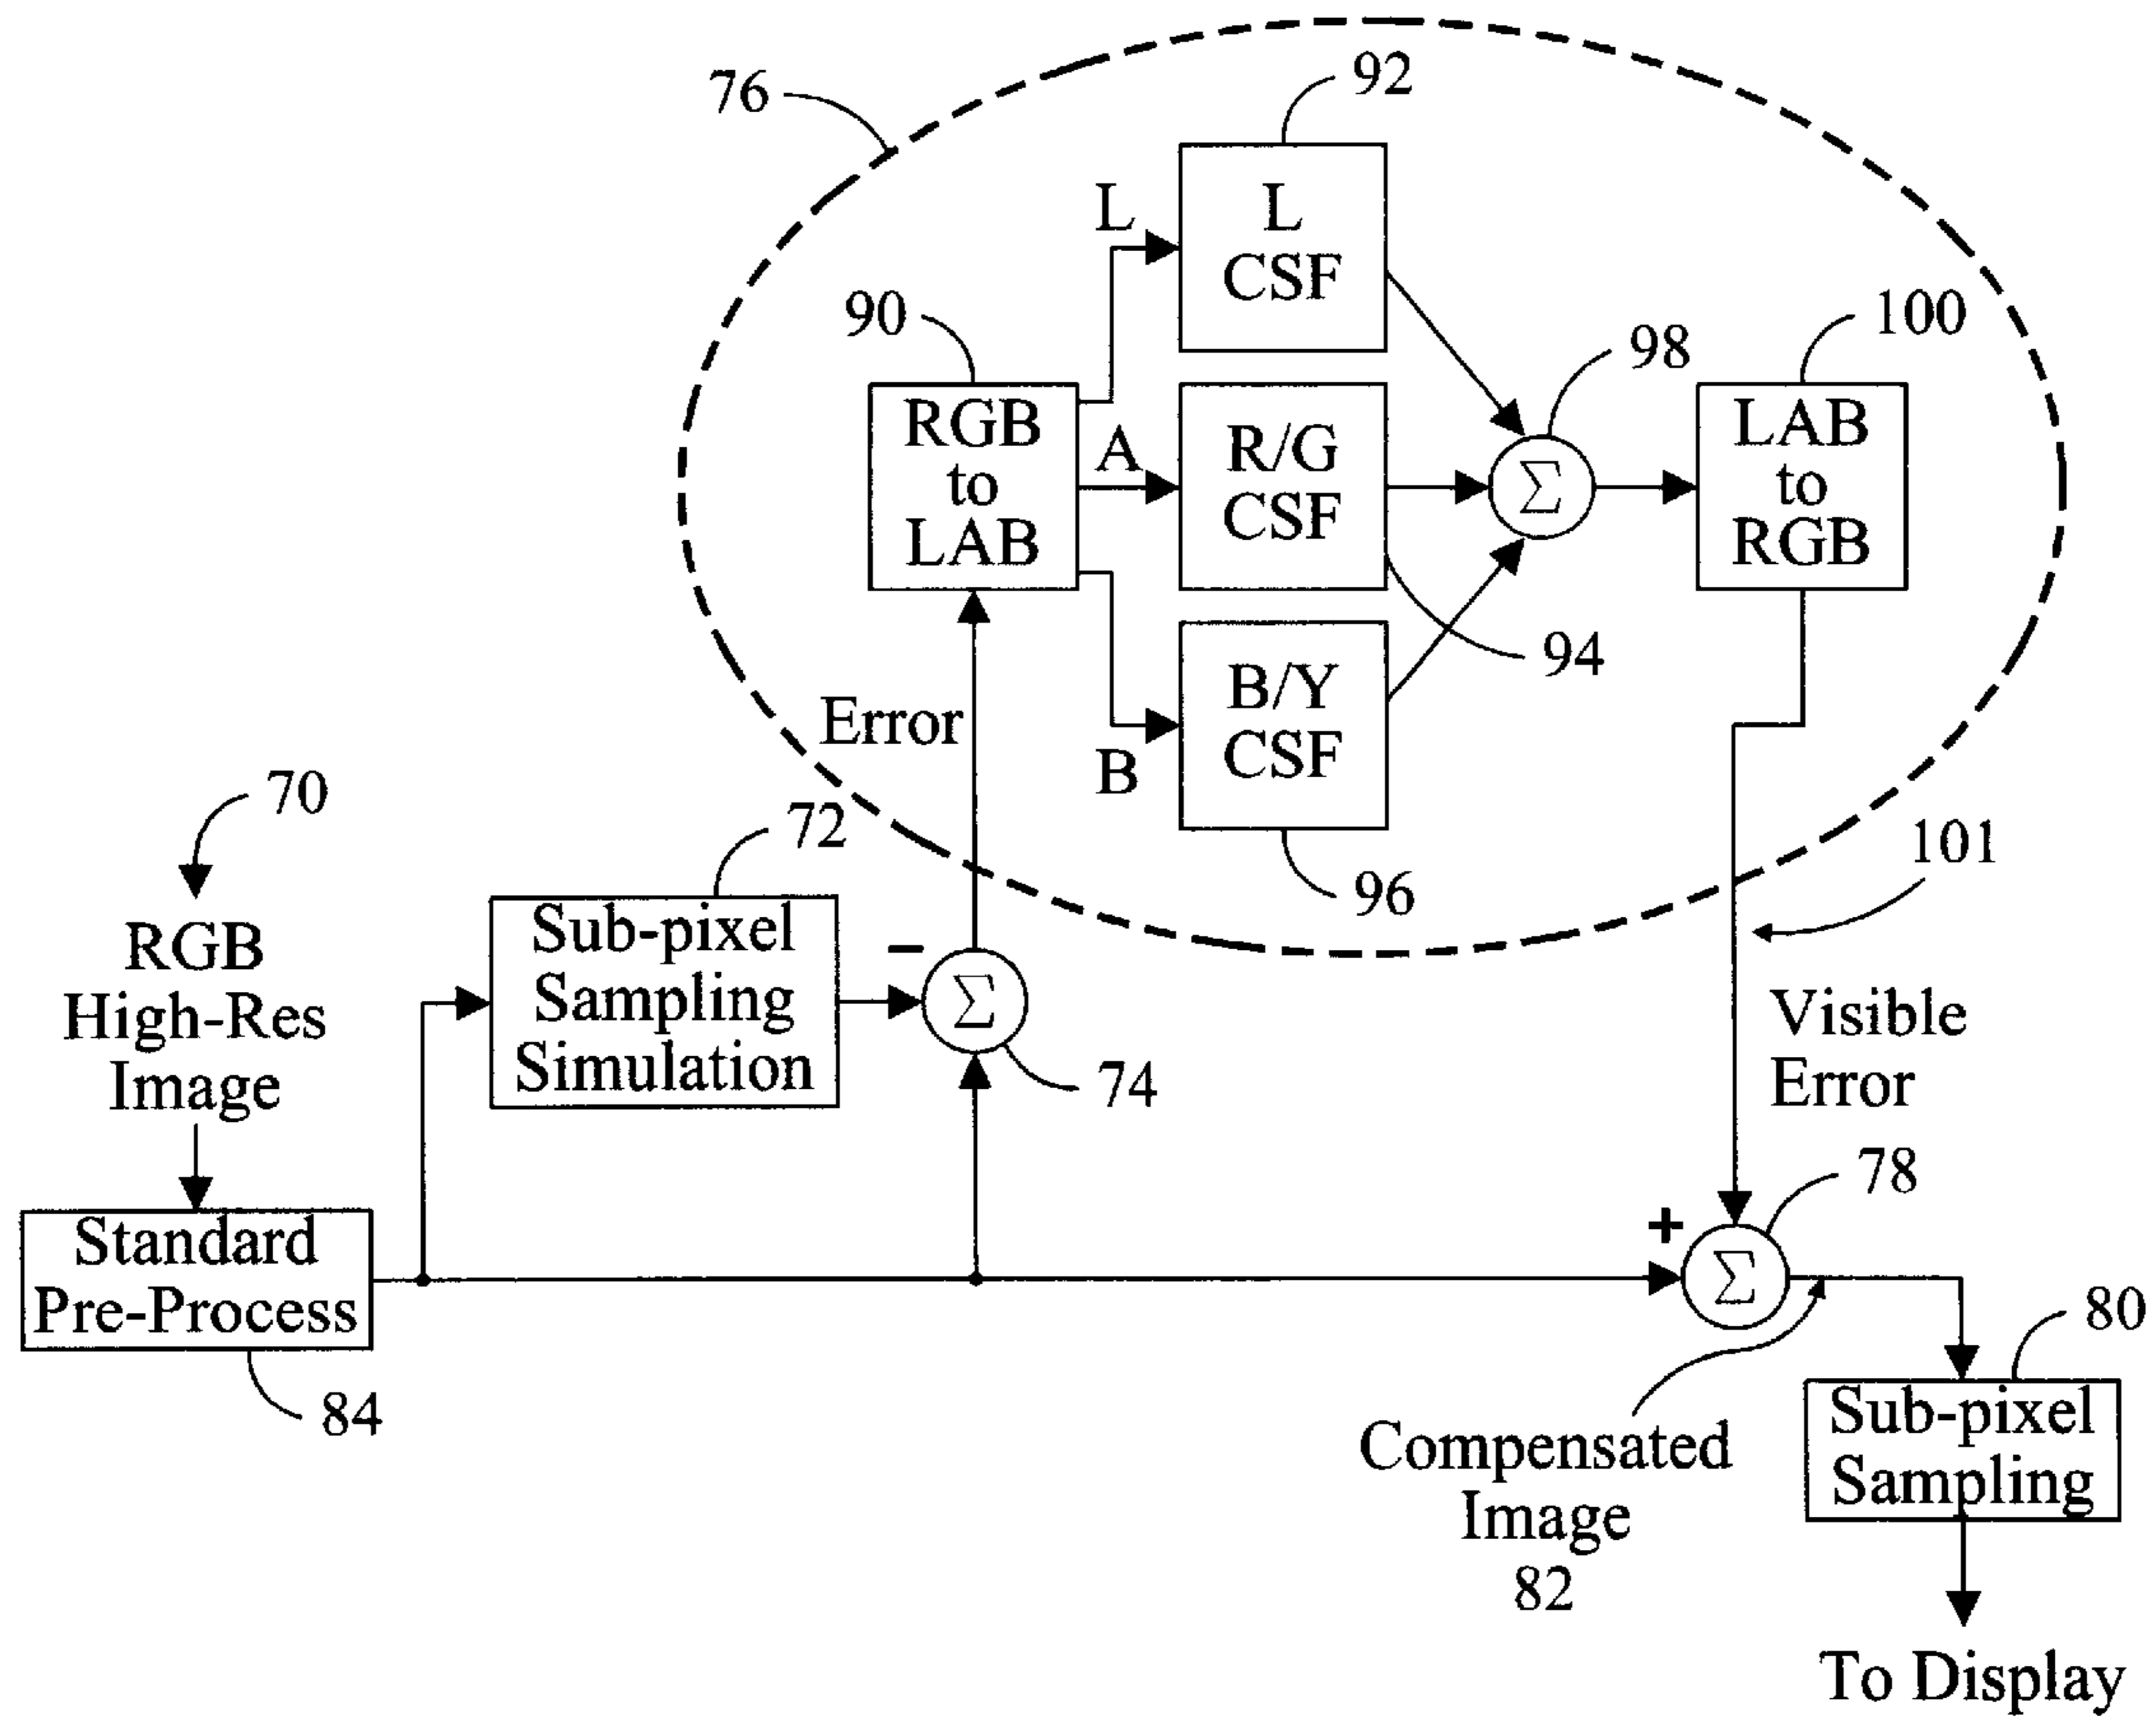 76
92
L
L
CSF
90
RGB
to
LAB
A
R/G
CSF
98
Σ
100
LAB
to
RGB
94
B
B/Y
CSF
96
Error
70
RGB
High-Res
Image
72
Sub-pixel
Sampling
Simulation
−
Σ
74
101
Visible
Error
78
+
Σ
Standard
Pre-Process
84
Compensated
Image
82
80
Sub-pixel
Sampling
To Display